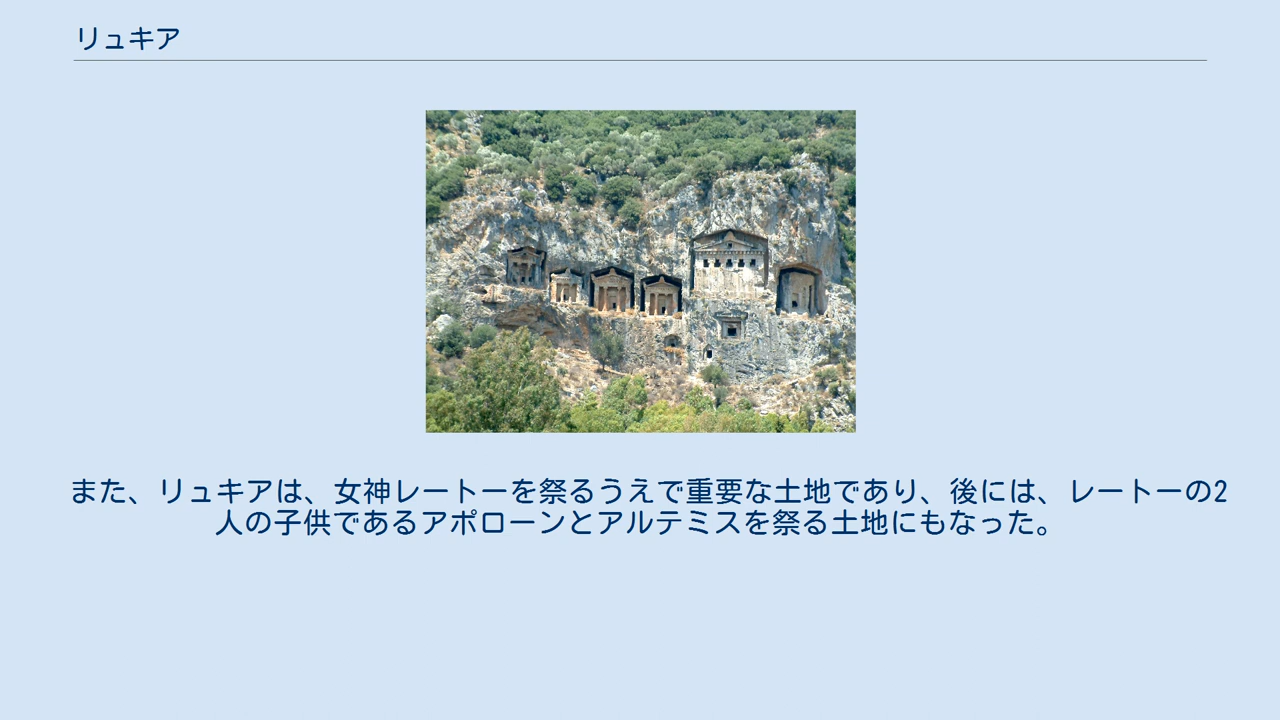 リュキア
また、リュキアは、女神レートーを祭るうえで重要な土地であり、後には、レートーの2
人の子供であるアポローンとアルテミスを祭る土地にもなった。